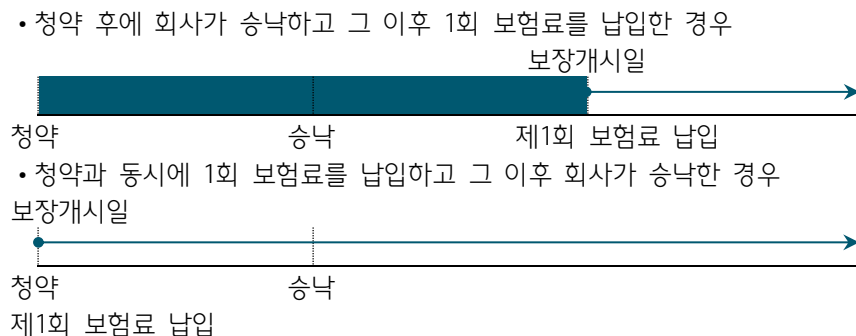 • 청약 후에 회사가 승낙하고 그 이후 1회 보험료를 납입한 경우
보장개시일
청약 승낙 제1회 보험료 납입
• 청약과 동시에 1회 보험료를 납입하고 그 이후 회사가 승낙한 경우
보장개시일
청약 승낙
제1회 보험료 납입